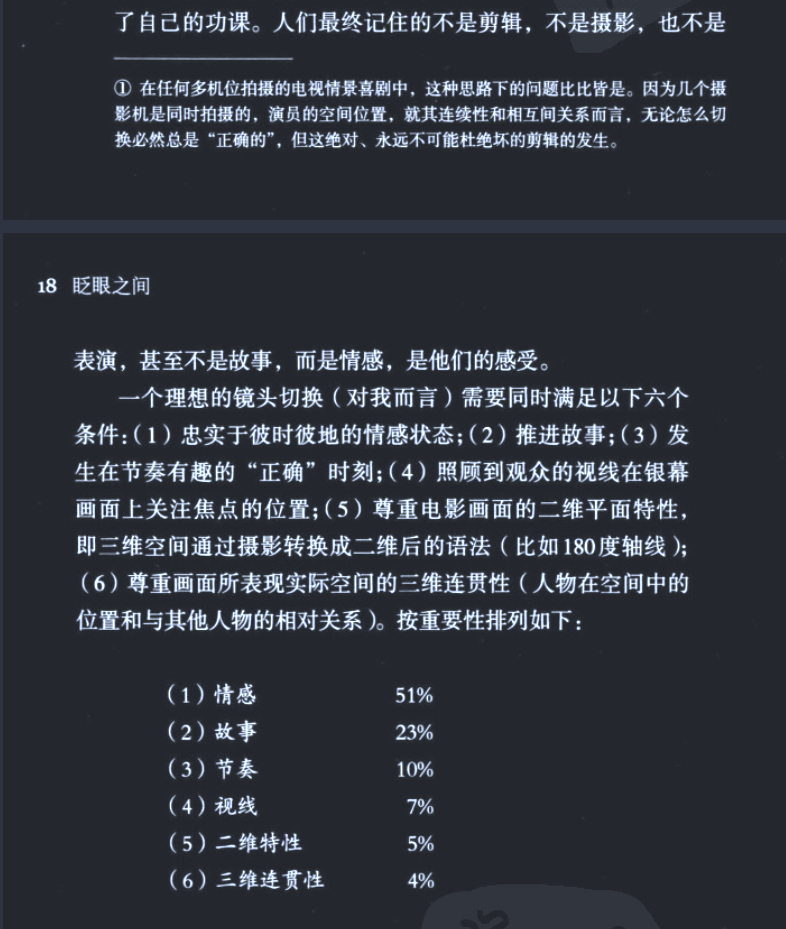 了自己的功课。人们最终记住的不是剪辑，不是摄影，也不是
① 在任何多机位拍摄的电视情景喜剧中，这种思路下的问题比比皆是。因为几个摄
影机是同时拍摄的，演员的空间位置，就其连续性和相互间关系而言，无论怎么切
换必然总是“正确的”，但这绝对、永远不可能杜绝坏的剪辑的发生。
18 眨眼之间
表演，甚至不是故事，而是情感，是他们的感受。
一个理想的镜头切换（对我而言）需要同时满足以下六个
条件：（1）忠实于彼时彼地的情感状态；（2）推进故事；（3）发
生在节奏有趣的“正确”时刻；（4）照顾到观众的视线在银幕
画面上关注焦点的位置；（5）尊重电影画面的二维平面特性，
即三维空间通过摄影转换成二维后的语法（比如180度轴线）；
（6）尊重画面所表现实际空间的三维连贯性（人物在空间中的
位置和与其他人物的相对关系）。按重要性排列如下：
（1）情感 51%
（2）故事 23%
（3）节奏 10%
（4）视线 7%
（5）二维特性 5%
（6）三维连贯性 4%